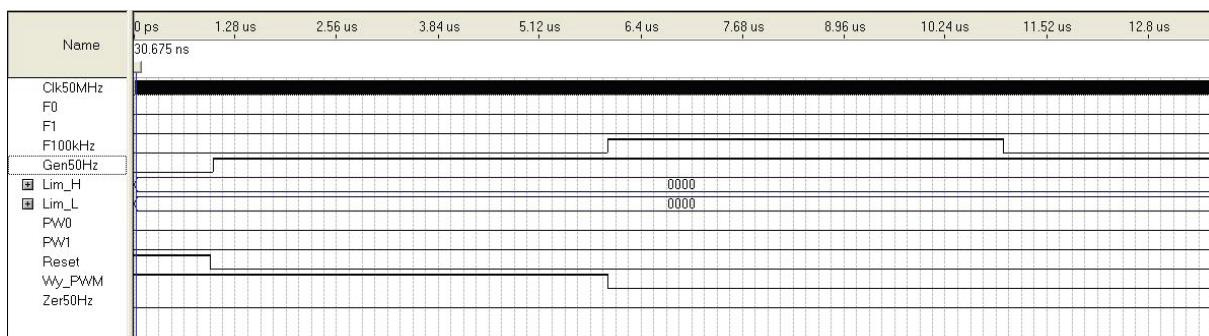 Name
0 ps 1.28 us 2.56 us 3.84 us 5.12 us 6.4 us 7.68 us 8.96 us 10.24 us 11.52 us 12.8 us
30.675 ns
Clk50MHz
F0
F1
F100kHz
Gen50Hz
Lim_H 0000
Lim_L 0000
PW0
PW1
Reset
Wy_PWM
Zer50Hz